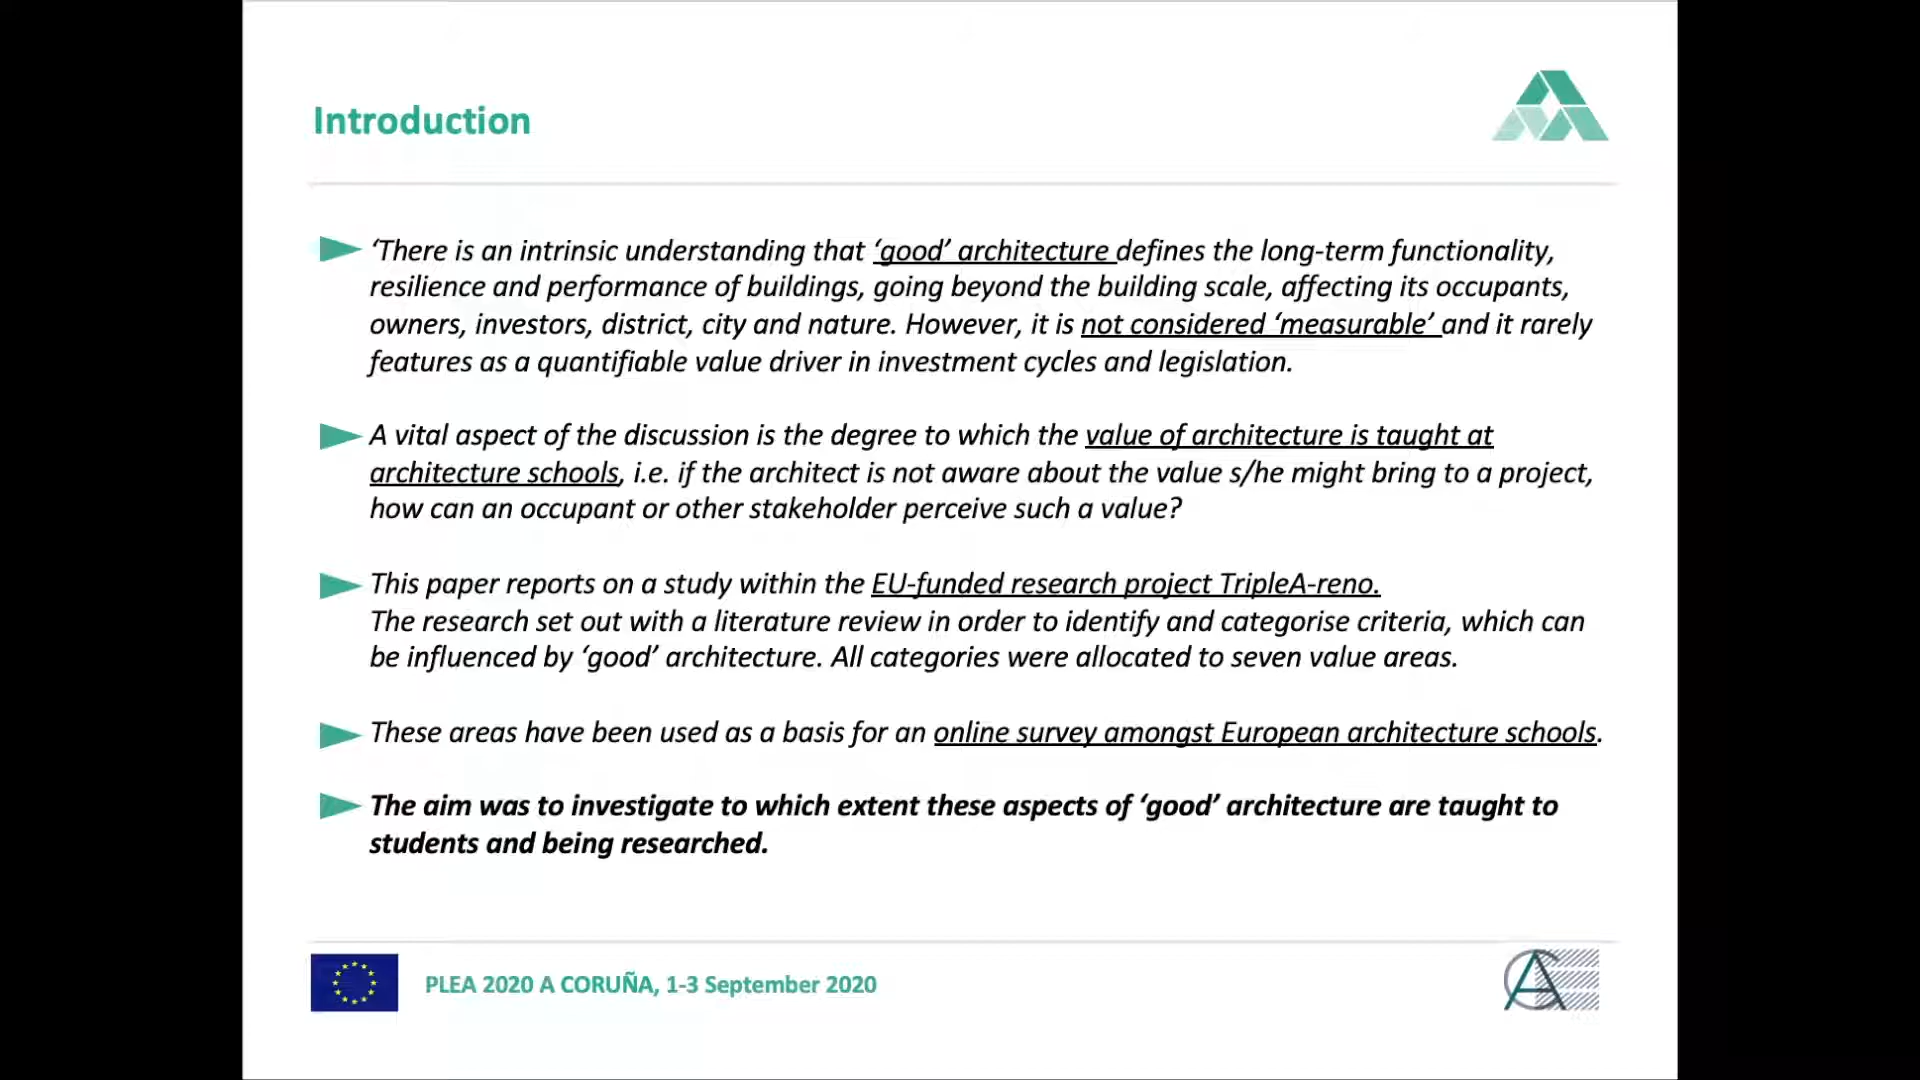 Introduction
‘There is an intrinsic understanding that ‘good’ architecture defines the long-term functionality,
resilience and performance of buildings, going beyond the building scale, affecting its occupants,
owners, investors, district, city and nature. However, it is not considered ‘measurable’ and it rarely
features as a quantifiable value driver in investment cycles and legislation.
A vital aspect of the discussion is the degree to which the value of architecture is taught at
architecture schools, i.e. if the architect is not aware about the value s/he might bring to a project,
how can an occupant or other stakeholder perceive such a value?
This paper reports on a study within the EU-funded research project TripleA-reno.
The research set out with a literature review in order to identify and categorise criteria, which can
be influenced by ‘good’ architecture. All categories were allocated to seven value areas.
These areas have been used as a basis for an online survey amongst European architecture schools.
The aim was to investigate to which extent these aspects of ‘good’ architecture are taught to
students and being researched.
PLEA 2020 A CORUÑA, 1-3 September 2020
ACE